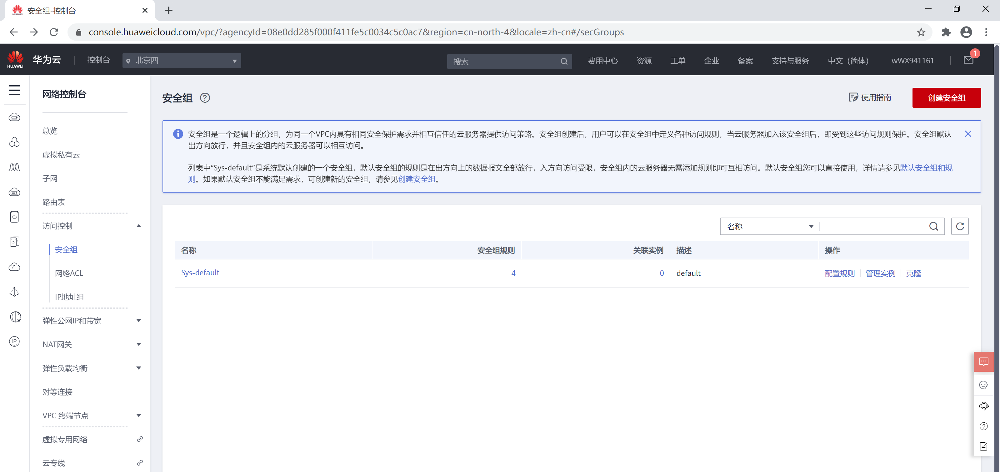 安全组-控制台
console.huaweicloud.com/vpc/?agencyId=08e0dd285f000f411fe5c0034c5c0ac7&region=cn-north-4&locale=zh-cn#/secGroups
HUAWEI
华为云
控制台
北京四
搜索
费用中心
资源
工单
企业
备案
支持与服务
中文（简体）
wWX941161
1
网络控制台
总览
虚拟私有云
子网
路由表
访问控制
安全组
网络ACL
IP地址组
弹性公网IP和带宽
NAT网关
弹性负载均衡
对等连接
VPC 终端节点
虚拟专用网络
云专线
安全组
使用指南
创建安全组
安全组是一个逻辑上的分组，为同一个VPC内具有相同安全保护需求并相互信任的云服务器提供访问策略。安全组创建后，用户可以在安全组中定义各种访问规则，当云服务器加入该安全组后，即受到这些访问规则保护。安全组默认
出方向放行，并且安全组内的云服务器可以相互访问。
列表中“Sys-default”是系统默认创建的一个安全组，默认安全组的规则是在出方向上的数据报文全部放行，入方向访问受限，安全组内的云服务器无需添加规则即可互相访问。默认安全组您可以直接使用，详情请参见默认安全组和规
则。如果默认安全组不能满足需求，可创建新的安全组，请参见创建安全组。
名称
名称 安全组规则 关联实例 描述 操作
Sys-default 4 0 default 配置规则 管理实例 克隆